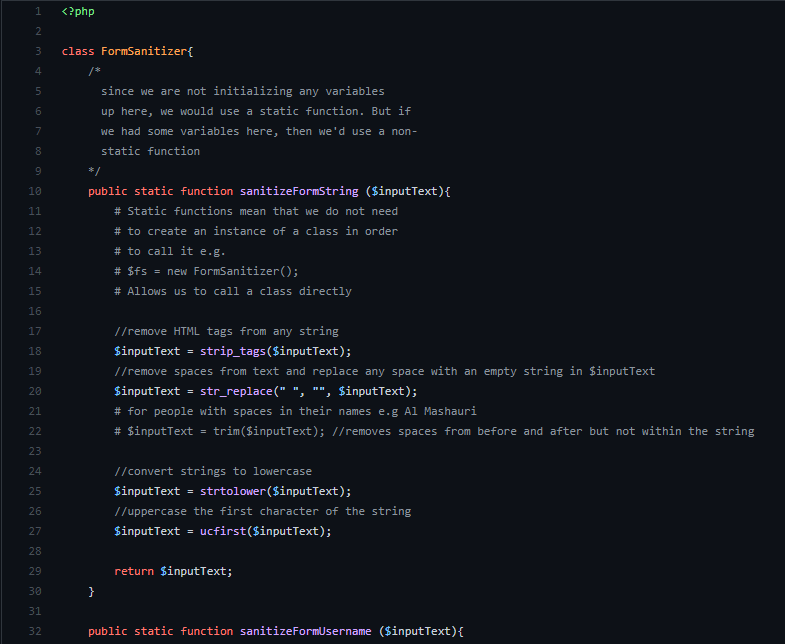 1 <?php
2
3 class FormSanitizer{
4 /*
5 since we are not initializing any variables
6 up here, we would use a static function. But if
7 we had some variables here, then we'd use a non-
8 static function
9 */
10 public static function sanitizeFormString ($inputText){
11 # Static functions mean that we do not need
12 # to create an instance of a class in order
13 # to call it e.g.
14 # $fs = new FormSanitizer();
15 # Allows us to call a class directly
16
17 //remove HTML tags from any string
18 $inputText = strip_tags($inputText);
19 //remove spaces from text and replace any space with an empty string in $inputText
20 $inputText = str_replace(" ", "", $inputText);
21 # for people with spaces in their names e.g Al Mashauri
22 # $inputText = trim($inputText); //removes spaces from before and after but not within the string
23
24 //convert strings to lowercase
25 $inputText = strtolower($inputText);
26 //uppercase the first character of the string
27 $inputText = ucfirst($inputText);
28
29 return $inputText;
30 }
31
32 public static function sanitizeFormUsername ($inputText){